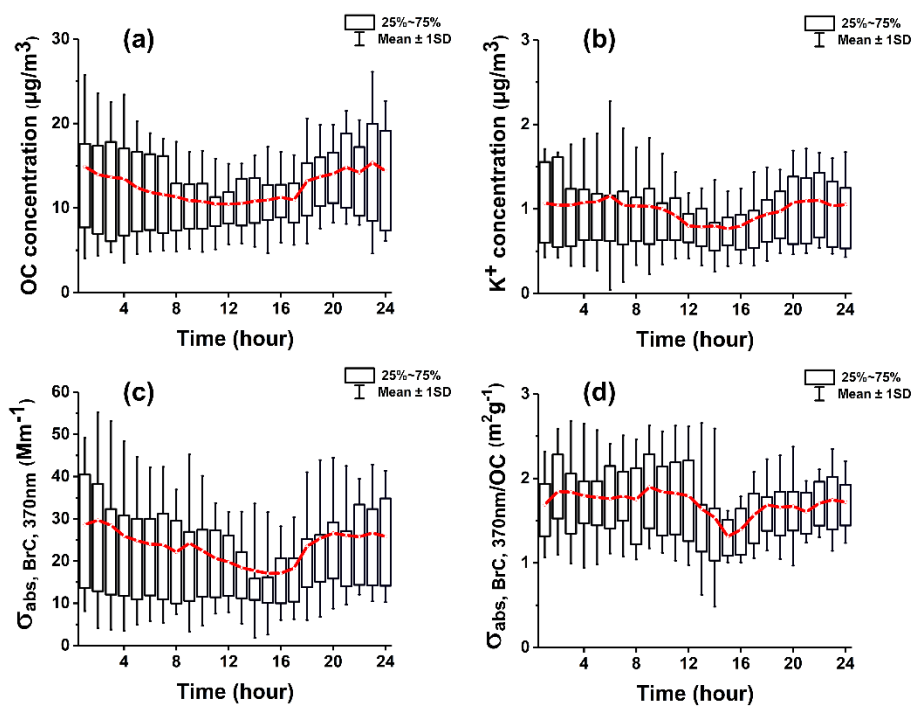 (a)
25%~75%
Mean ± 1SD
OC concentration (µg/m³)
30
20
10
0
4 8 12 16 20 24
Time (hour)
(b)
25%~75%
Mean ± 1SD
K⁺ concentration (µg/m³)
3
2
1
0
4 8 12 16 20 24
Time (hour)
(c)
25%~75%
Mean ± 1SD
σabs, BrC, 370nm (Mm⁻¹)
60
50
40
30
20
10
0
4 8 12 16 20 24
Time (hour)
(d)
25%~75%
Mean ± 1SD
σabs, BrC, 370nm/OC (m²g⁻¹)
3
2
1
0
4 8 12 16 20 24
Time (hour)